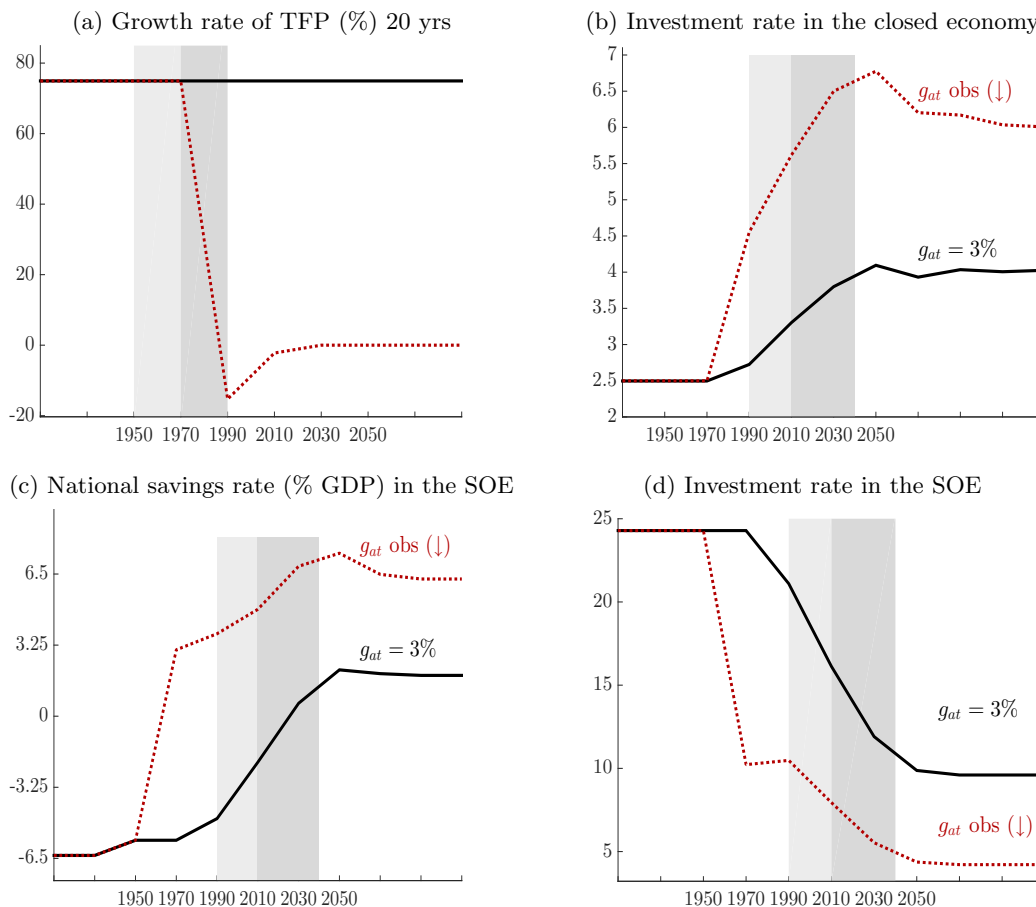 (a) Growth rate of TFP (%) 20 yrs
80
60
40
20
0
-20
1950 1970 1990 2010 2030 2050
(b) Investment rate in the closed economy
7
6.5
6
5.5
5
4.5
4
3.5
3
2.5
2
g_at obs (↓)
g_at = 3%
1950 1970 1990 2010 2030 2050
(c) National savings rate (% GDP) in the SOE
6.5
3.25
0
-3.25
-6.5
g_at obs (↓)
g_at = 3%
1950 1970 1990 2010 2030 2050
(d) Investment rate in the SOE
25
20
15
10
5
g_at = 3%
g_at obs (↓)
1950 1970 1990 2010 2030 2050